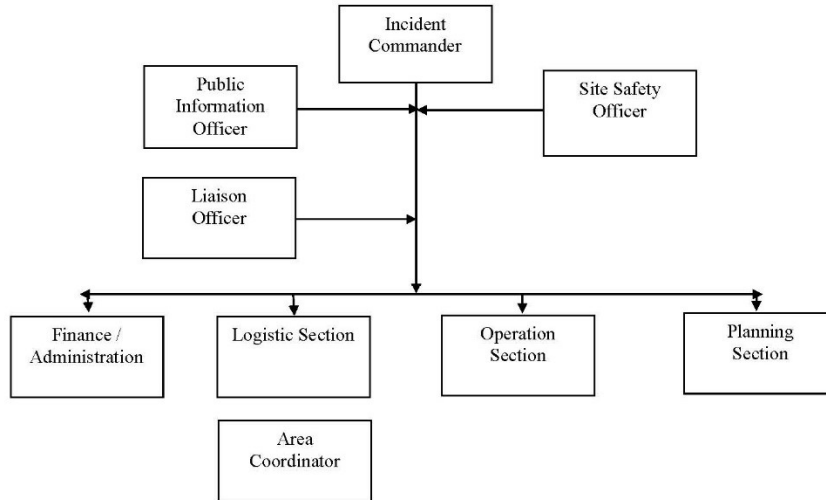 Incident
Commander
Public
Information
Officer
Site Safety
Officer
Liaison
Officer
Finance /
Administration
Logistic Section
Operation
Section
Planning
Section
Area
Coordinator